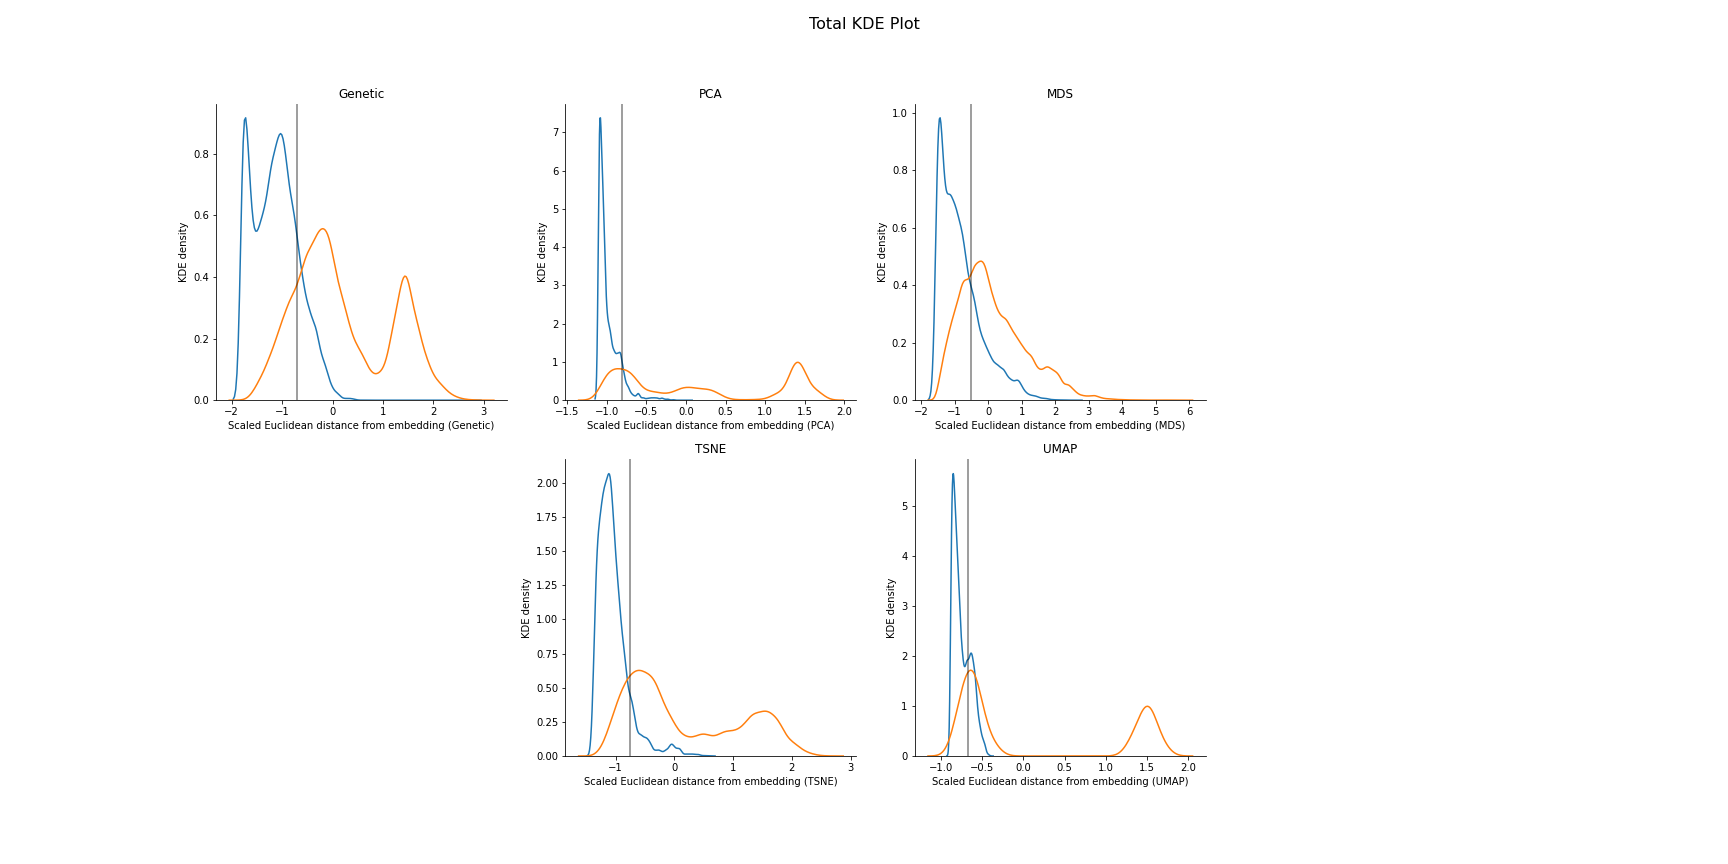 Total KDE Plot
Genetic
KDE density
0.8
0.6
0.4
0.2
0.0
−2 −1 0 1 2 3
Scaled Euclidean distance from embedding (Genetic)
PCA
KDE density
7
6
5
4
3
2
1
0
−1.5 −1.0 −0.5 0.0 0.5 1.0 1.5 2.0
Scaled Euclidean distance from embedding (PCA)
MDS
KDE density
1.0
0.8
0.6
0.4
0.2
0.0
−2 −1 0 1 2 3 4 5 6
Scaled Euclidean distance from embedding (MDS)
TSNE
KDE density
2.00
1.75
1.50
1.25
1.00
0.75
0.50
0.25
0.00
−1 0 1 2 3
Scaled Euclidean distance from embedding (TSNE)
UMAP
KDE density
5
4
3
2
1
0
−1.0 −0.5 0.0 0.5 1.0 1.5 2.0
Scaled Euclidean distance from embedding (UMAP)